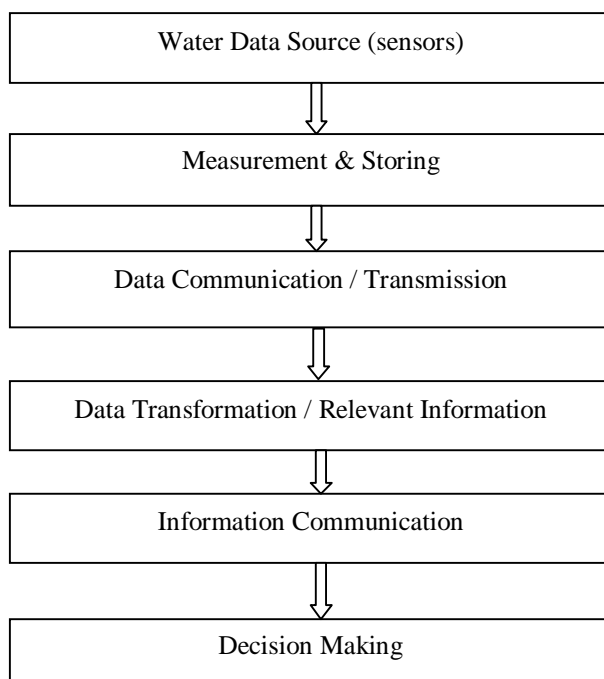 Water Data Source (sensors)
Measurement & Storing
Data Communication / Transmission
Data Transformation / Relevant Information
Information Communication
Decision Making